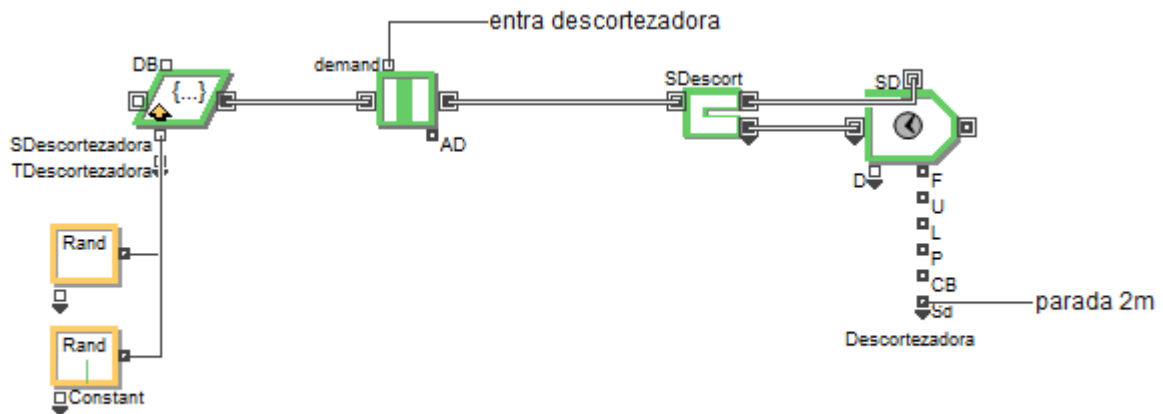 entra descortezadora
DB
demand
SDescort
SD
{...}
AD
SDescortezadora
TDescortezadora
D
F
U
L
P
CB
Sd
parada 2m
Descortezadora
Rand
Rand
Constant